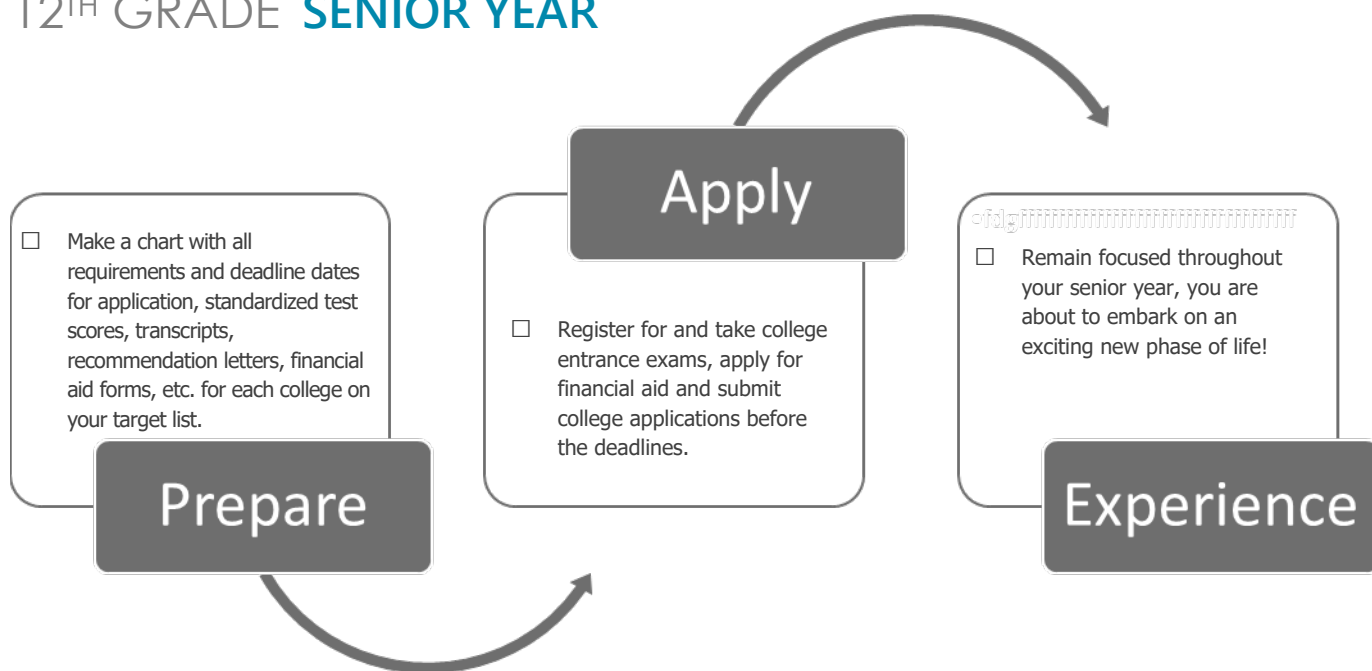 12TH GRADE SENIOR YEAR
☐ Make a chart with all
requirements and deadline dates
for application, standardized test
scores, transcripts,
recommendation letters, financial
aid forms, etc. for each college on
your target list.
Prepare
Apply
☐ Register for and take college
entrance exams, apply for
financial aid and submit
college applications before
the deadlines.
☐ Remain focused throughout
your senior year, you are
about to embark on an
exciting new phase of life!
Experience